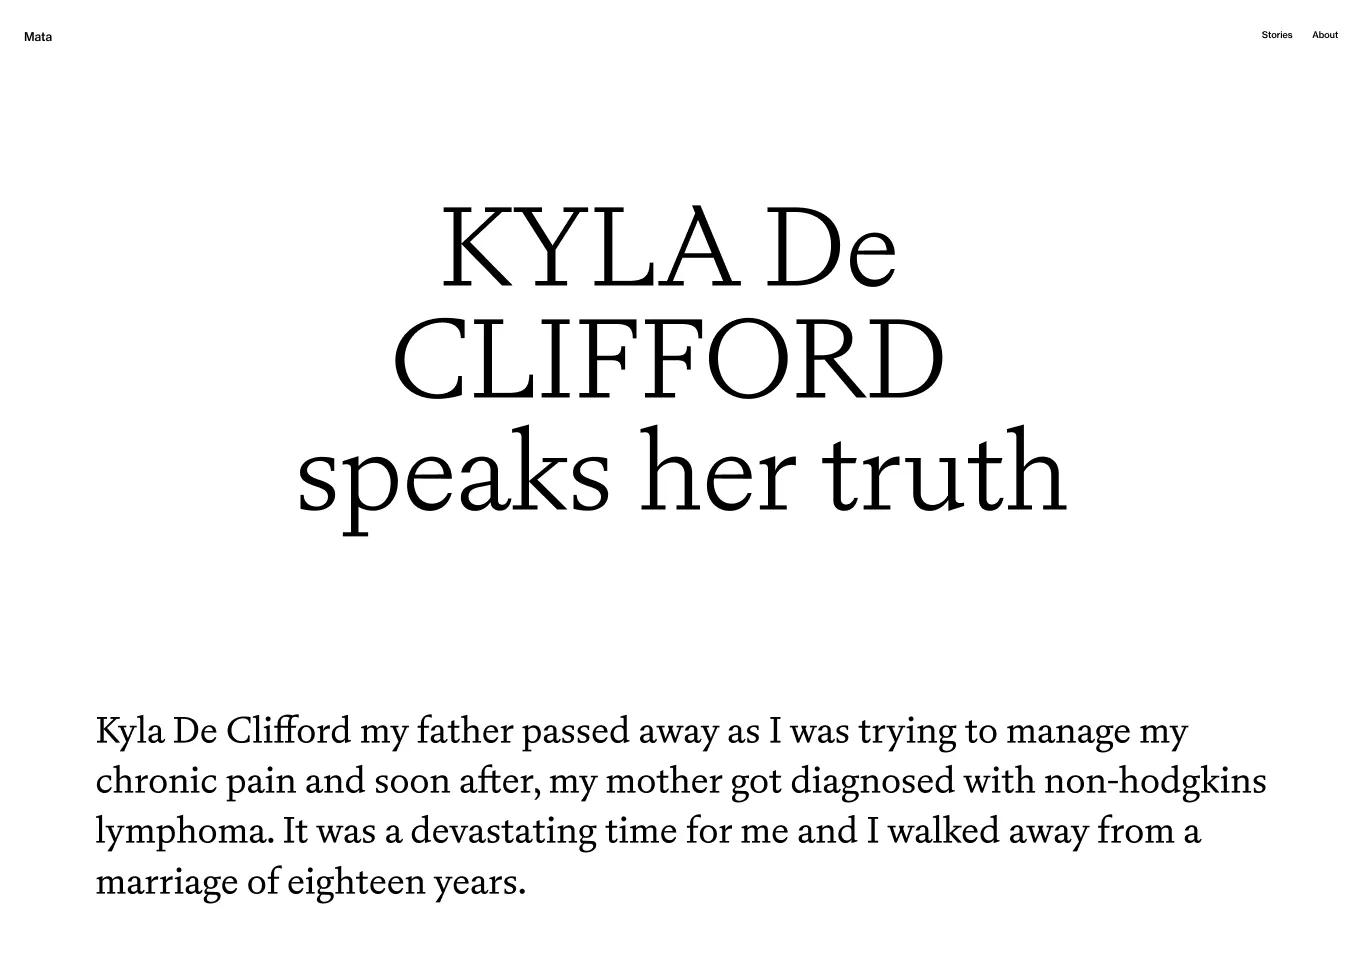 Mata
Stories
About
KYLA De
CLIFFORD
speaks her truth
Kyla De Clifford my father passed away as I was trying to manage my
chronic pain and soon after, my mother got diagnosed with non-hodgkins
lymphoma. It was a devastating time for me and I walked away from a
marriage of eighteen years.